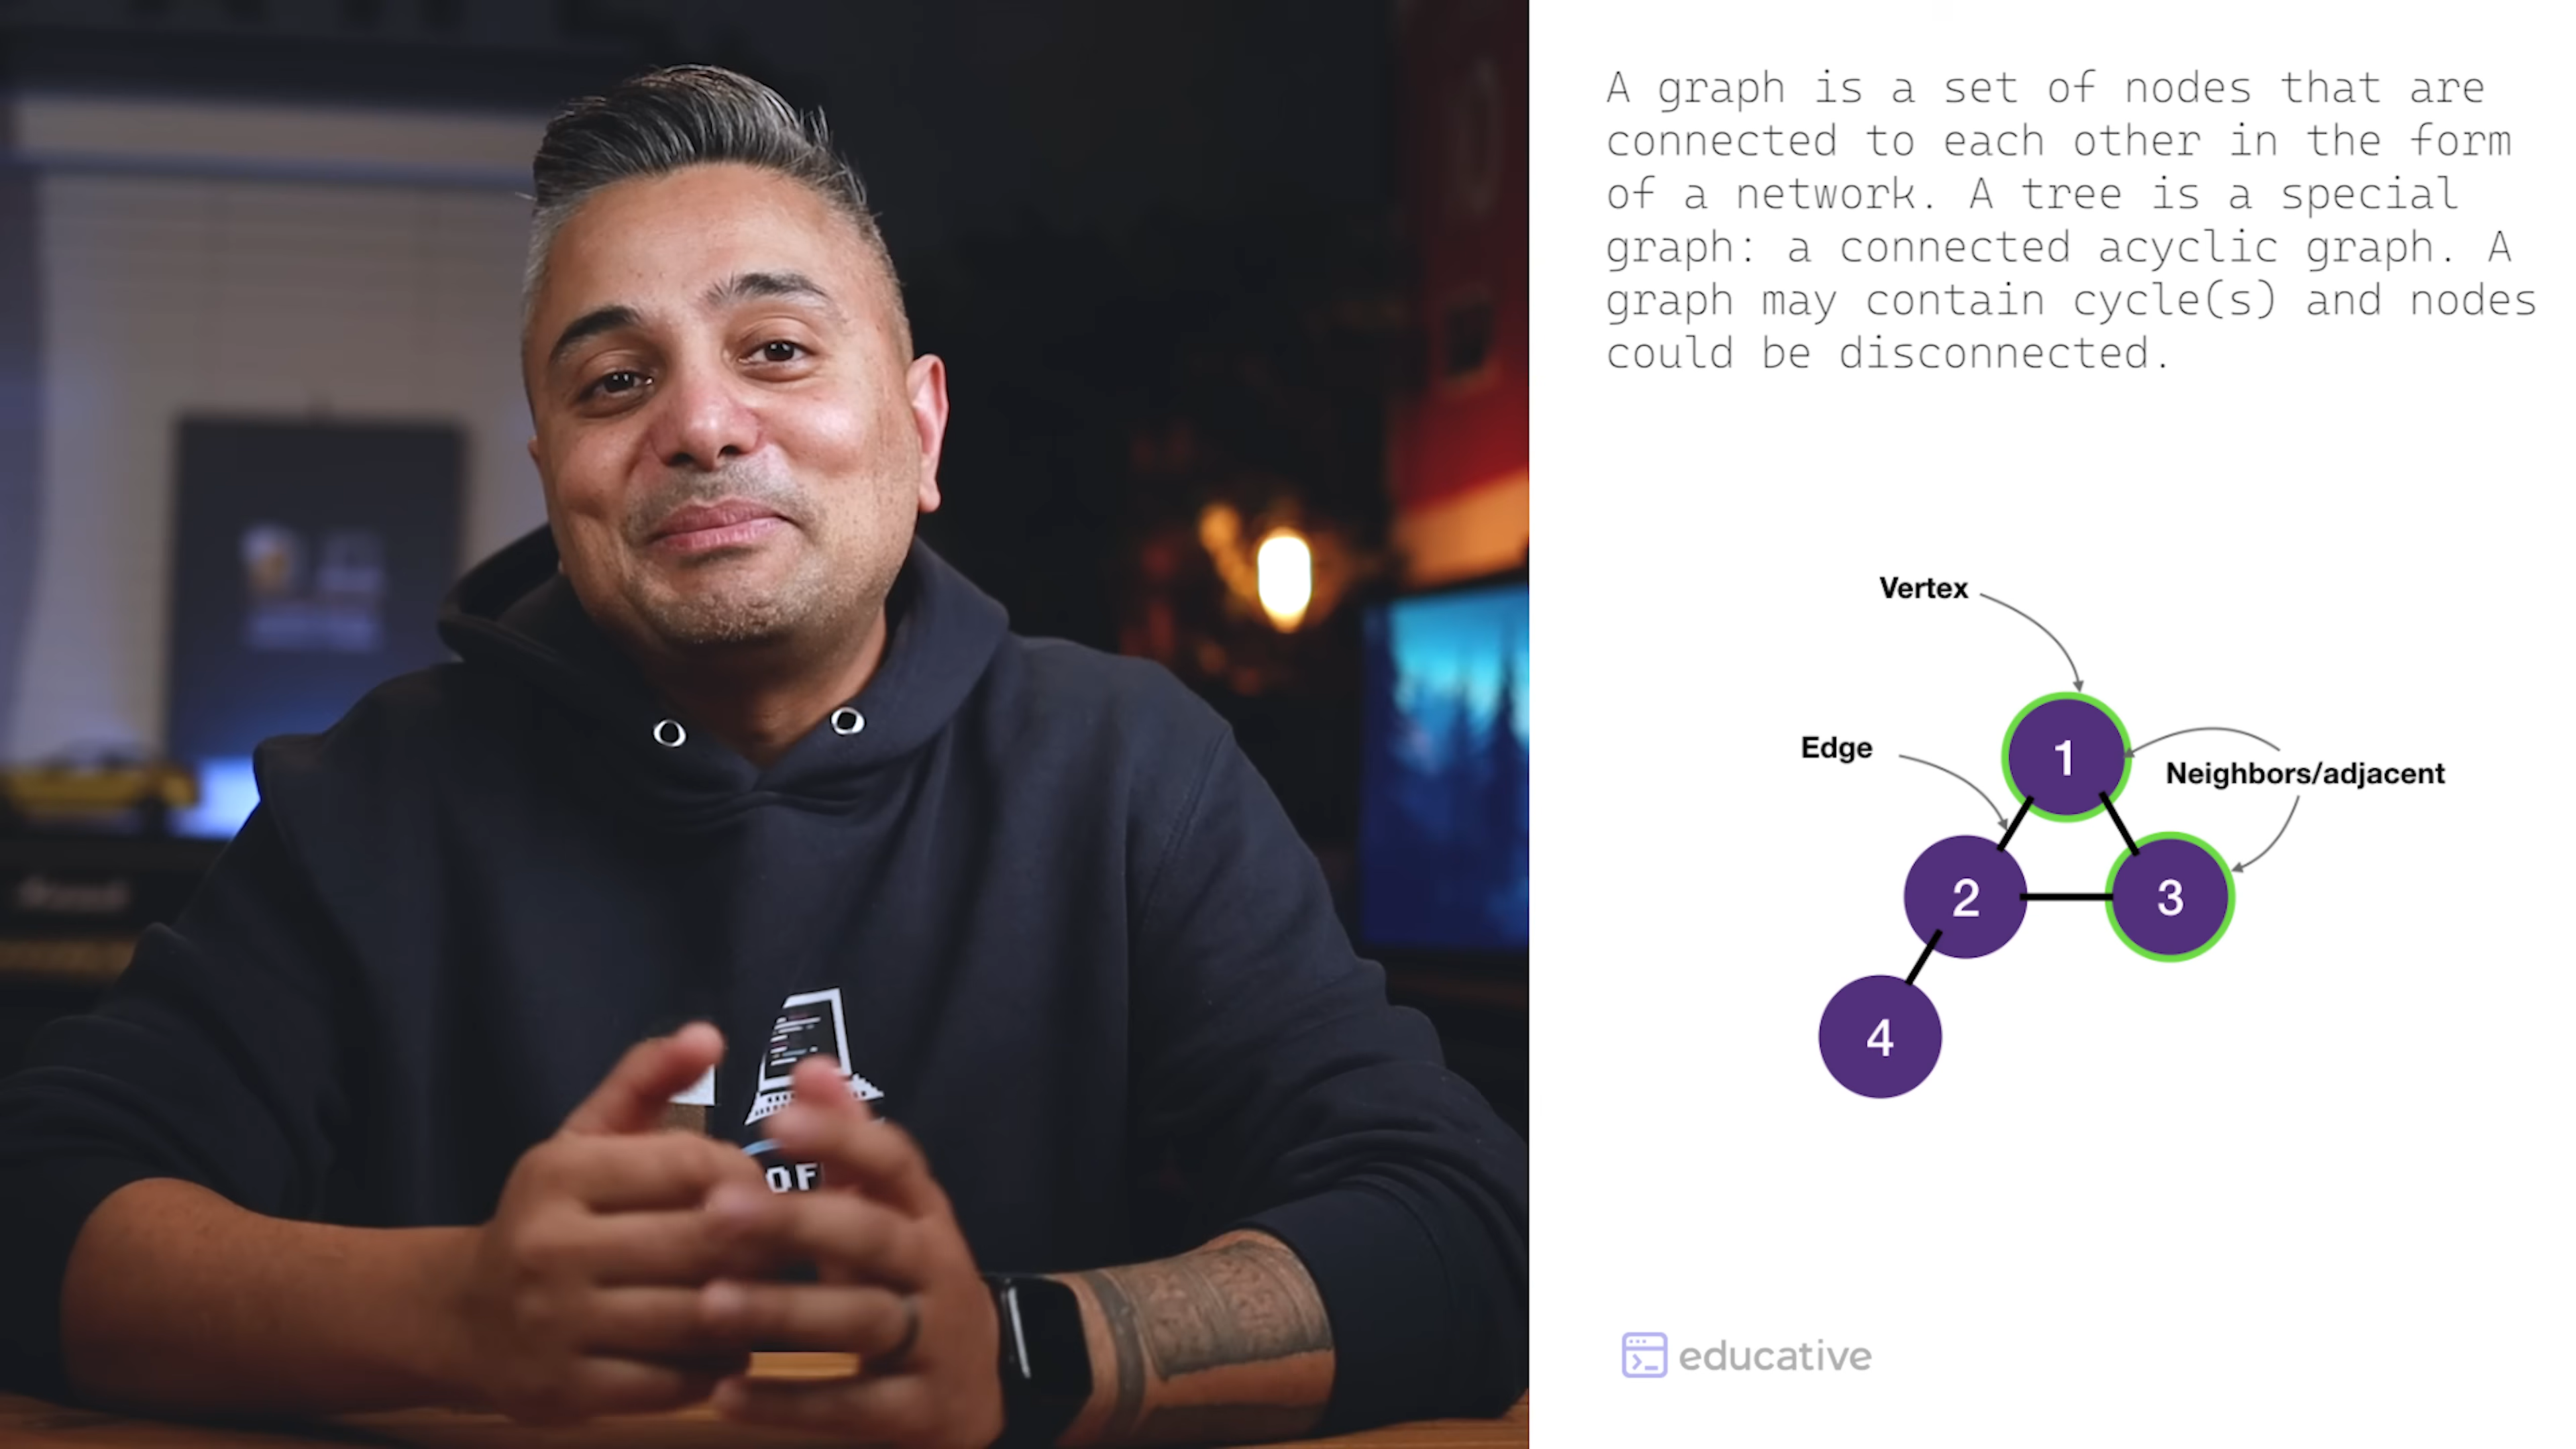 A graph is a set of nodes that are
connected to each other in the form
of a network. A tree is a special
graph: a connected acyclic graph. A
graph may contain cycle(s) and nodes
could be disconnected.
Vertex
Edge
1
Neighbors/adjacent
2
3
4
OF
educative